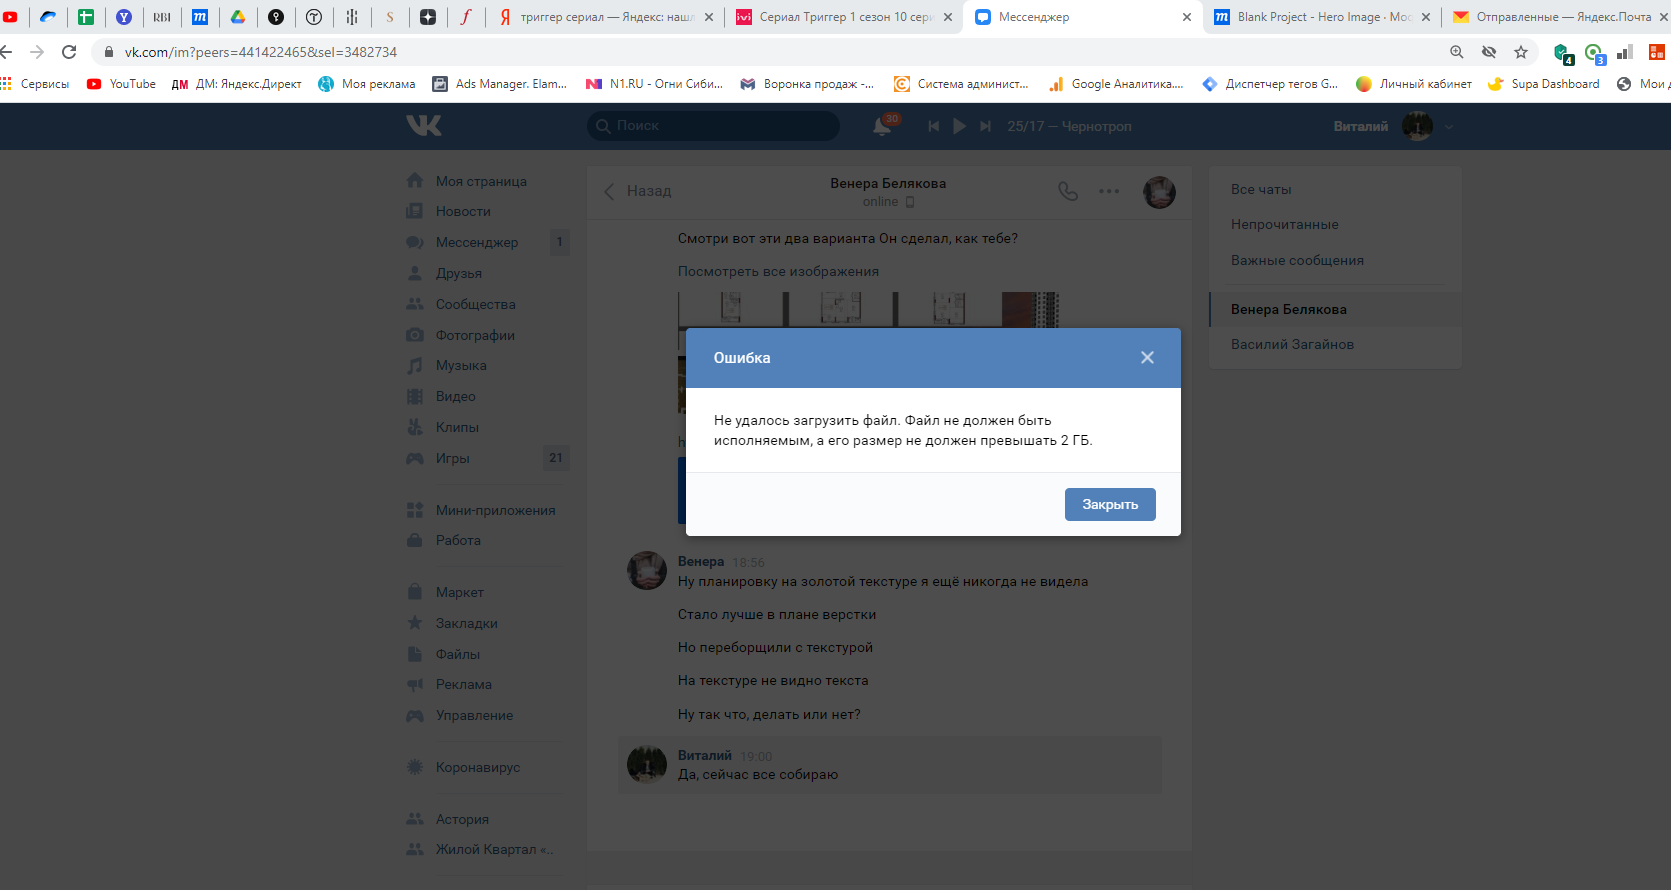 RBI
триггер сериал — Яндекс: наш
Сериал Триггер 1 сезон 10 сери
Мессенджер
Blank Project - Hero Image · Moc
Отправленные — Яндекс.Почта
vk.com/im?peers=441422465&sel=3482734
4
3
Сервисы
YouTube
ДМ: Яндекс.Директ
Моя реклама
Ads Manager. Elam...
N1.RU - Огни Сиби...
Воронка продаж -...
Система админист...
Google Аналитика....
Диспетчер тегов G...
Личный кабинет
Supa Dashboard
Мои
Поиск
30
25/17 — Чернотроп
Виталий
Моя страница
Новости
Мессенджер
1
Друзья
Сообщества
Фотографии
Музыка
Видео
Клипы
Игры
21
Мини-приложения
Работа
Маркет
Закладки
Файлы
Реклама
Управление
Коронавирус
Астория
Жилой Квартал «..
Назад
Венера Белякова
online
Смотри вот эти два варианта Он сделал, как тебе?
Посмотреть все изображения
Ошибка
Не удалось загрузить файл. Файл не должен быть
исполняемым, а его размер не должен превышать 2 ГБ.
h
Закрыть
Венера 18:56
Ну планировку на золотой текстуре я ещё никогда не видела
Стало лучше в плане верстки
Но переборщили с текстурой
На текстуре не видно текста
Ну так что, делать или нет?
Виталий 19:00
Да, сейчас все собираю
Все чаты
Непрочитанные
Важные сообщения
Венера Белякова
Василий Загайнов